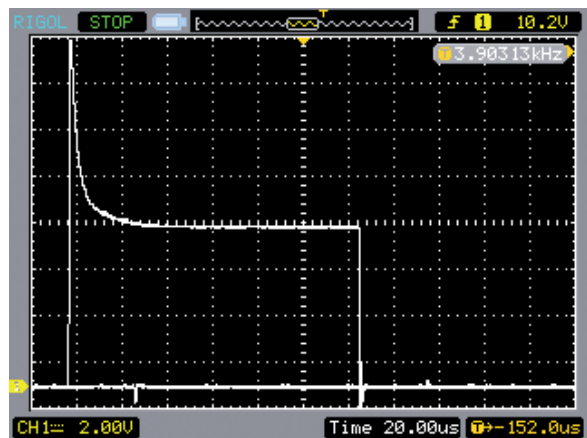 RIGOL STOP T f 1 10.2V
T 3.90313kHz
CH1 2.00V Time 20.00us T→-152.0us